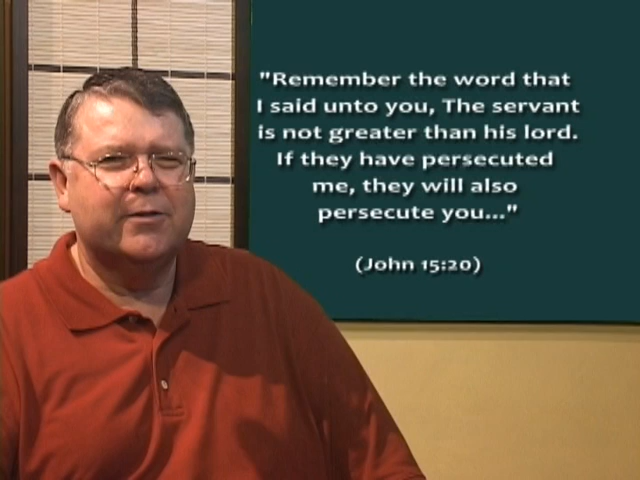 "Remember the word that
I said unto you, The servant
is not greater than his lord.
If they have persecuted
me, they will also
persecute you..."
(John 15:20)